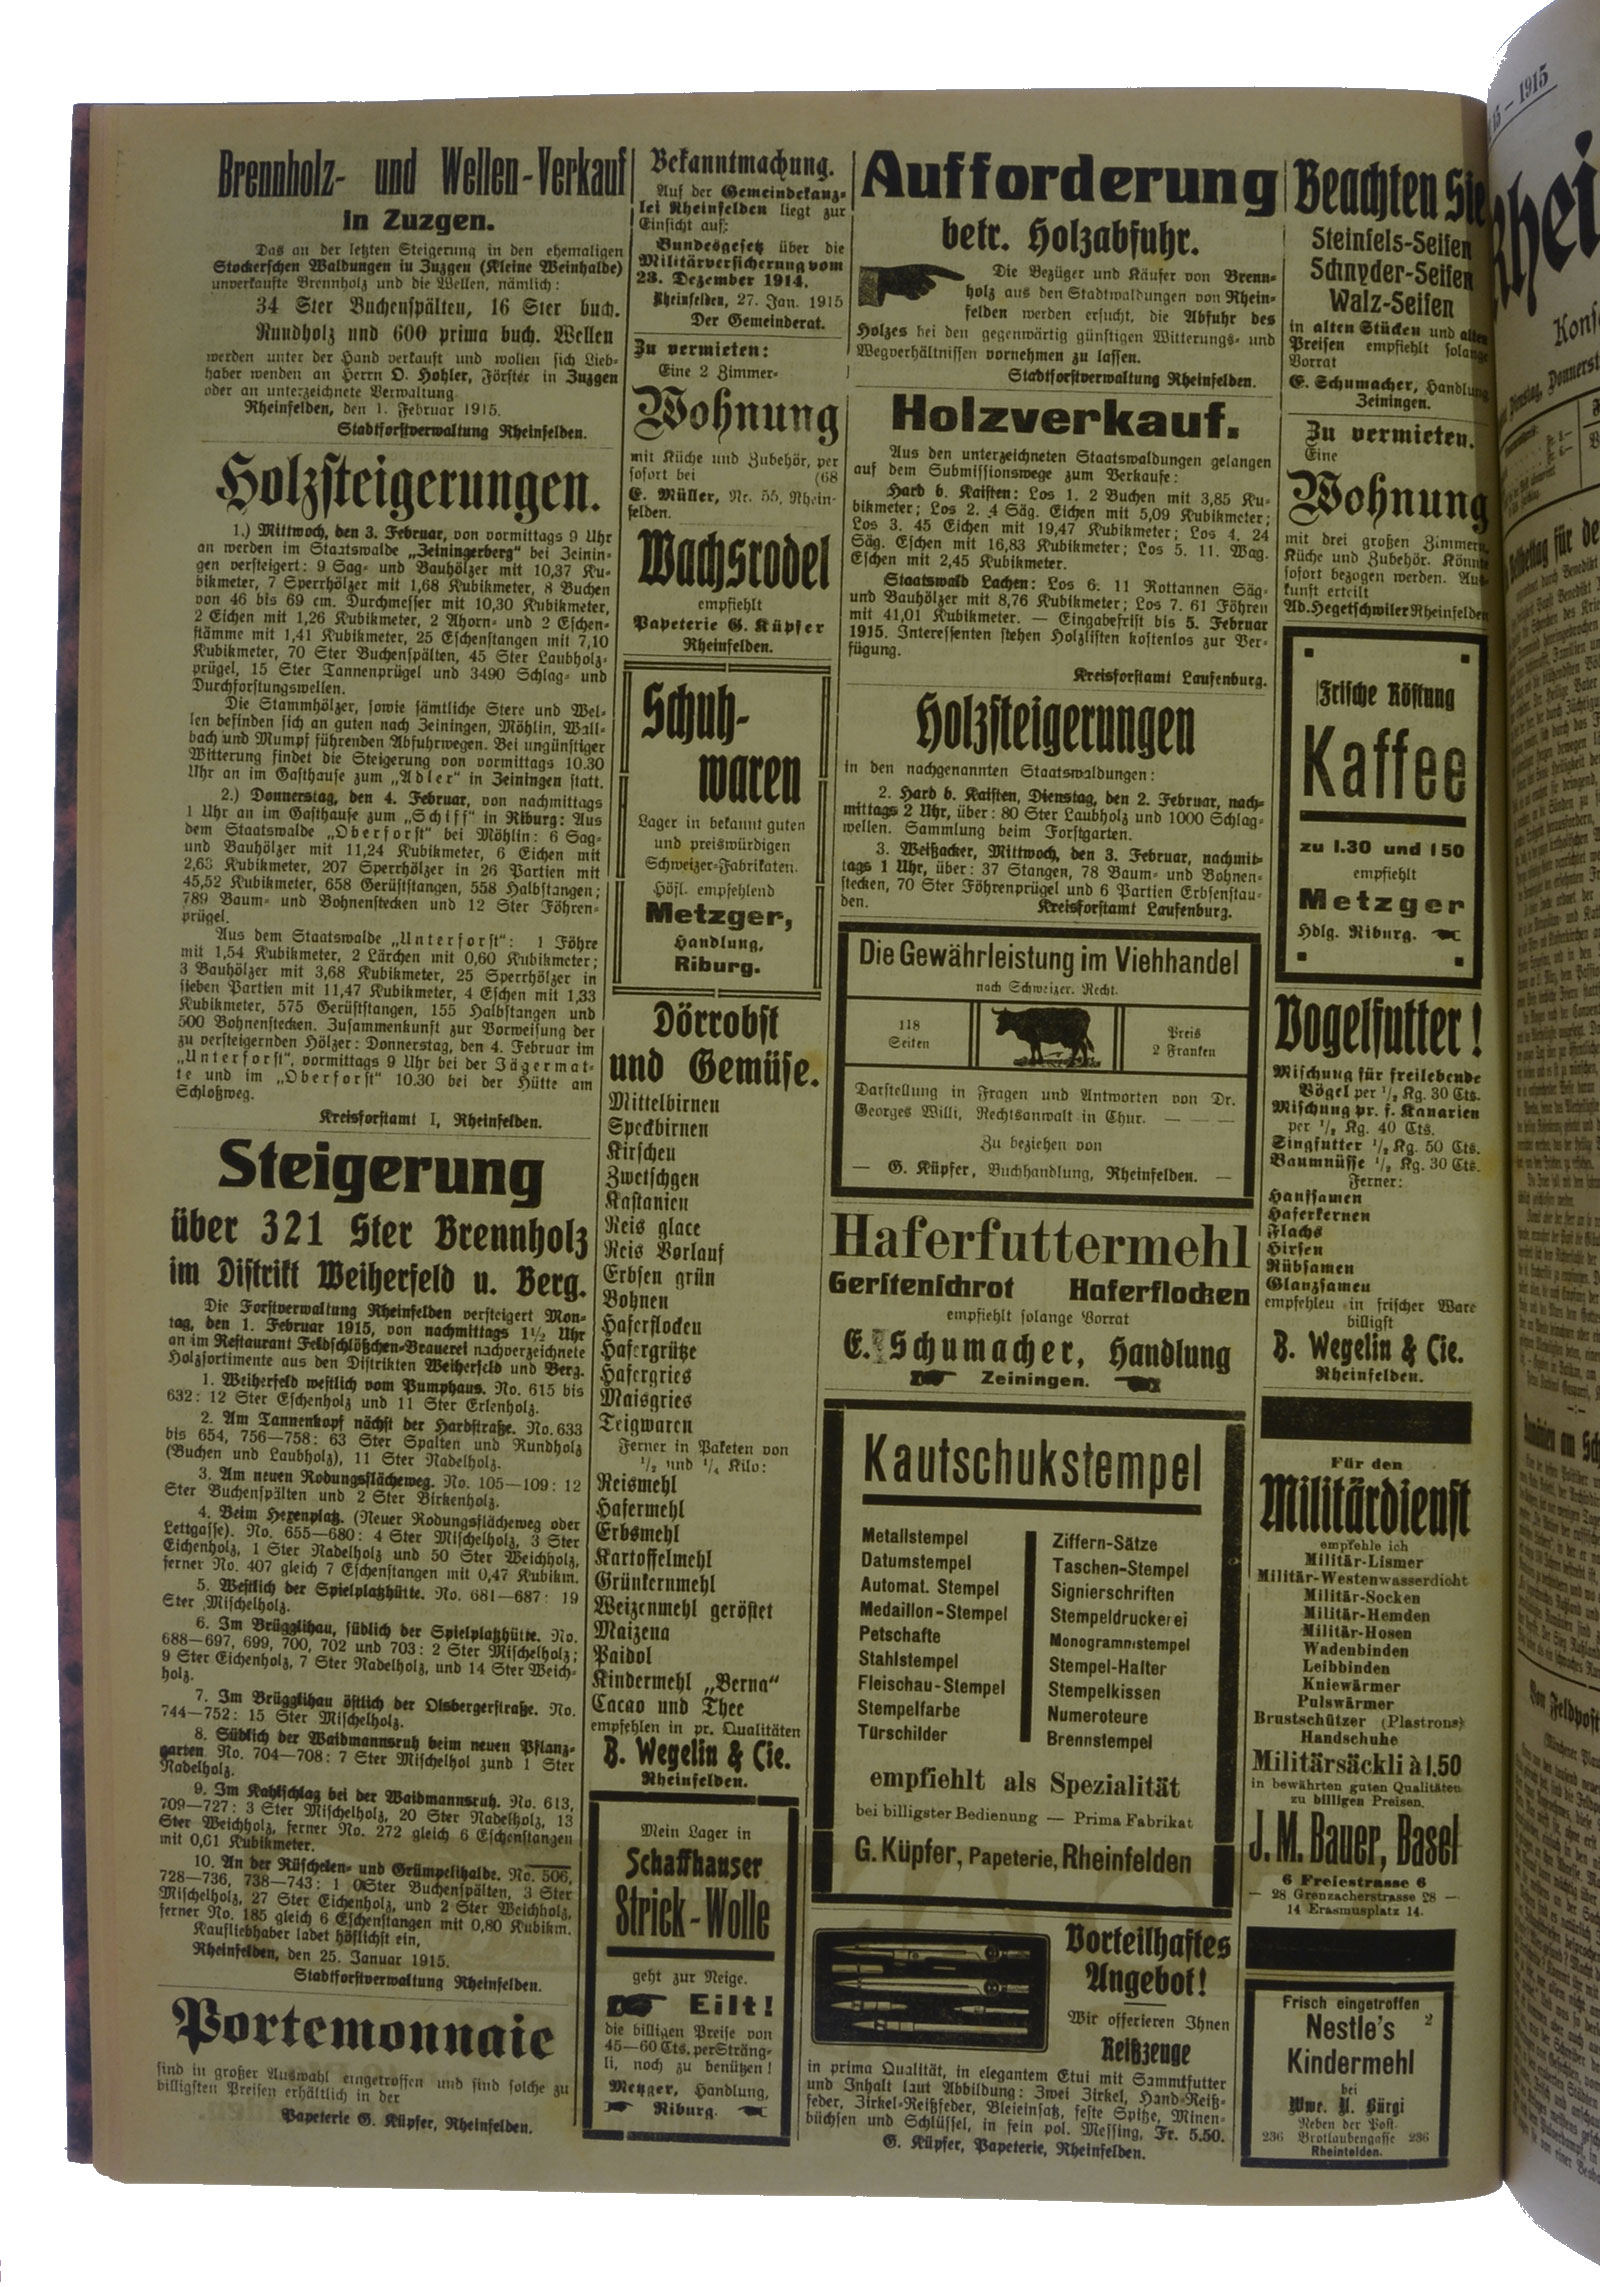 Brennholz- und Wellen-Verkauf
in Zuzgen.
Das an der letzten Steigerung in den ehemaligen
Stockerschen Waldungen in Zuzgen (Kleine Weinhalde)
unverkaufte Brennholz und die Wellen, nämlich:
34 Ster Buchenspälten, 16 Ster buch.
Rundholz und 600 prima buch. Wellen
werden unter der Hand verkauft und wollen sich Lieb-
haber wenden an Herrn O. Hohler, Förster in Zuzgen
oder an unterzeichnete Verwaltung
Rheinfelden, den 1. Februar 1915.
Stadtforstverwaltung Rheinfelden.
Holzsteigerungen.
1.) Mittwoch, den 3. Februar, von vormittags 9 Uhr
an werden im Staatswalde „Zeiningerberg“ bei Zeinin-
gen versteigert: 9 Sag- und Bauhölzer mit 10,37 Ku-
bikmeter, 7 Sperrhölzer mit 1,68 Kubikmeter, 8 Buchen
von 46 bis 69 cm. Durchmesser mit 10,30 Kubikmeter,
2 Eichen mit 1,26 Kubikmeter, 2 Ahorn- und 2 Eschen-
stämme mit 1,41 Kubikmeter, 25 Eschenstangen mit 7,10
Kubikmeter, 70 Ster Buchenspälten, 45 Ster Laubholz-
prügel, 15 Ster Tannenprügel und 3490 Schlag- und
Durchforstungswellen.
Die Stammhölzer, sowie sämtliche Stere und Wel-
len befinden sich an guten nach Zeiningen, Möhlin, Wall-
bach und Mumpf führenden Abfuhrwegen. Bei ungünstiger
Witterung findet die Steigerung von vormittags 10.30
Uhr an im Gasthause zum „Adler“ in Zeiningen statt.
2.) Donnerstag, den 4. Februar, von nachmittags
1 Uhr an im Gasthause zum „Schiff“ in Riburg: Aus
dem Staatswalde „Oberforst“ bei Möhlin: 6 Sag-
und Bauhölzer mit 11,24 Kubikmeter, 6 Eichen mit
2,63 Kubikmeter, 207 Sperrhölzer in 26 Partien mit
45,52 Kubikmeter, 658 Gerüststangen, 558 Halbstangen;
789 Baum- und Bohnenstecken und 12 Ster Föhren-
prügel.
Aus dem Staatswalde „Unterforst“: 1 Föhre
mit 1,54 Kubikmeter, 2 Lärchen mit 0,60 Kubikmeter;
3 Bauhölzer mit 3,68 Kubikmeter, 25 Sperrhölzer in
sieben Partien mit 11,47 Kubikmeter, 4 Eschen mit 1,33
Kubikmeter, 575 Gerüststangen, 155 Halbstangen und
500 Bohnenstecken. Zusammenkunft zur Vorweisung der
zu versteigernden Hölzer: Donnerstag, den 4. Februar im
„Unterforst“, vormittags 9 Uhr bei der Jägermat-
te und im „Oberforst“ 10.30 bei der Hütte am
Schloßweg.
Kreisforstamt I, Rheinfelden.
Steigerung
über 321 Ster Brennholz
im Distrikt Weiherfeld u. Berg.
Die Forstverwaltung Rheinfelden versteigert Mon-
tag, den 1. Februar 1915, von nachmittags 1½ Uhr
an im Restaurant Feldschlößchen-Brauerei nachverzeichnete
Holzsortimente aus den Distrikten Weiherfeld und Berg.
1. Weiherfeld westlich vom Pumphaus. No. 615 bis
632: 12 Ster Eschenholz und 11 Ster Erlenholz.
2. Am Tannenkopf nächst der Hardstraße. No. 633
bis 654, 756—758: 63 Ster Spalten und Rundholz
(Buchen und Laubholz), 11 Ster Nadelholz.
3. Am neuen Rodungsflächeweg. No. 105—109: 12
Ster Buchenspälten und 2 Ster Birkenholz.
4. Beim Hexenplatz. (Neuer Rodungsflächeweg oder
Lettgasse). No. 655—680: 4 Ster Mischelholz, 3 Ster
Eichenholz, 1 Ster Nadelholz und 50 Ster Weichholz,
ferner No. 407 gleich 7 Eschenstangen mit 0,47 Kubikm.
5. Westlich der Spielplatzhütte. No. 681—687: 19
Ster Mischelholz.
6. Im Brügglihau, südlich der Spielplatzhütte. No.
688—697, 699, 700, 702 und 703: 2 Ster Mischelholz;
9 Ster Eichenholz, 7 Ster Nadelholz, und 14 Ster Weich-
holz.
7. Im Brügglihau östlich der Olsbergerstraße. No.
744—752: 15 Ster Mischelholz.
8. Südlich der Waidmannsruh beim neuen Pflanz-
garten. No. 704—708: 7 Ster Mischelhol zund 1 Ster
Nadelholz.
9. Im Kahlschlag bei der Waidmannsruh. No. 613,
709—727: 3 Ster Mischelholz, 20 Ster Nadelholz, 13
Ster Weichholz, ferner No. 272 gleich 6 Eschenstangen
mit 0,61 Kubikmeter.
10. An der Rüschelen- und Grümpelihalde. No. 506,
728—736, 738—743: 1 0Ster Buchenspälten, 3 Ster
Mischelholz, 27 Ster Eichenholz, und 2 Ster Weichholz,
ferner No. 185 gleich 6 Eschenstangen mit 0,80 Kubikm.
Kaufliebhaber ladet höflichst ein,
Rheinfelden, den 25. Januar 1915.
Stadtforstverwaltung Rheinfelden.
Portemonnaie
sind in großer Auswahl eingetroffen und sind solche zu
billigsten Preisen erhältlich in der
Papeterie G. Küpfer, Rheinfelden.
Bekanntmachung.
Auf der Gemeindekanz-
lei Rheinfelden liegt zur
Einsicht auf:
Bundesgesetz über die
Militärversicherung vom
23. Dezember 1914.
Rheinfelden, 27. Jan. 1915
Der Gemeinderat.
Zu vermieten:
Eine 2 Zimmer-
Wohnung
mit Küche und Zubehör, per
sofort bei (68
E. Müller, Nr. 55, Rhein-
felden.
Wachsrodel
empfiehlt
Papeterie G. Küpfer
Rheinfelden.
Schuh-
waren
Lager in bekannt guten
und preiswürdigen
Schweizer-Fabrikaten.
Höfl. empfehlend
Metzger,
Handlung,
Riburg.
Dörrobst
und Gemüse.
Mittelbirnen
Speckbirnen
Kirschen
Zwetschgen
Kastanien
Reis glace
Reis Vorlauf
Erbsen grün
Bohnen
Haferflocken
Hafergrütze
Hafergries
Maisgries
Teigwaren
Ferner in Paketen von
½ und ¼ Kilo:
Reismehl
Hafermehl
Erbsmehl
Kartoffelmehl
Grünkernmehl
Weizenmehl geröstet
Maizena
Paidol
Kindermehl „Berna“
Cacao und Thee
empfehlen in pr. Qualitäten
B. Wegelin & Cie.
Rheinfelden.
Mein Lager in
Schaffhauser
Strick-Wolle
geht zur Neige.
Eilt!
die billigen Preise von
45—60 Cts. per Sträng-
li, noch zu benützen!
Metzger, Handlung,
Riburg.
Aufforderung
betr. Holzabfuhr.
Die Bezüger und Käufer von Brenn-
holz aus den Stadtwaldungen von Rhein-
felden werden ersucht, die Abfuhr des
Holzes bei den gegenwärtig günstigen Witterungs- und
Wegverhältnissen vornehmen zu lassen.
Stadtforstverwaltung Rheinfelden.
Holzverkauf.
Aus den unterzeichneten Staatswaldungen gelangen
auf dem Submissionswege zum Verkaufe:
Hard b. Kaisten: Los 1. 2 Buchen mit 3,85 Ku-
bikmeter; Los 2. 4 Säg. Eichen mit 5,09 Kubikmeter;
Los 3. 45 Eichen mit 19,47 Kubikmeter; Los 4. 24
Säg. Eschen mit 16,83 Kubikmeter; Los 5. 11. Wag.
Eschen mit 2,45 Kubikmeter.
Staatswald Lachen: Los 6. 11 Rottannen Säg-
und Bauhölzer mit 8,76 Kubikmeter; Los 7. 61 Föhren
mit 41,01 Kubikmeter. — Eingabefrist bis 5. Februar
1915. Interessenten stehen Holzlisten kostenlos zur Ver-
fügung.
Kreisforstamt Laufenburg.
Holzsteigerungen
in den nachgenannten Staatswaldungen:
2. Hard b. Kaisten, Dienstag, den 2. Februar, nach-
mittags 2 Uhr, über: 80 Ster Laubholz und 1000 Schlag-
wellen. Sammlung beim Forstgarten.
3. Weißacker, Mittwoch, den 3. Februar, nachmit-
tags 1 Uhr, über: 37 Stangen, 78 Baum- und Bohnen-
stecken, 70 Ster Föhrenprügel und 6 Partien Erbsenstau-
den. Kreisforstamt Laufenburg.
Die Gewährleistung im Viehhandel
nach Schweizer. Recht.
118
Seiten
Preis
2 Franken
Darstellung in Fragen und Antworten von Dr.
Georges Willi, Rechtsanwalt in Chur. — — —
Zu beziehen von
— G. Küpfer, Buchhandlung, Rheinfelden. —
Haferfuttermehl
Gerstenschrot Haferflocken
empfiehlt solange Vorrat
E. Schumacher, Handlung
Zeiningen.
Kautschukstempel
Metallstempel
Datumstempel
Automat. Stempel
Medaillon-Stempel
Petschafte
Stahlstempel
Fleischau-Stempel
Stempelfarbe
Türschilder
Ziffern-Sätze
Taschen-Stempel
Signierschriften
Stempeldruckerei
Monogrammstempel
Stempel-Halter
Stempelkissen
Numeroteure
Brennstempel
empfiehlt als Spezialität
bei billigster Bedienung — Prima Fabrikat
G. Küpfer, Papeterie, Rheinfelden
Vorteilhaftes
Angebot!
Wir offerieren Ihnen
Reißzeuge
in prima Qualität, in elegantem Etui mit Sammtfutter
und Inhalt laut Abbildung: Zwei Zirkel, Hand-Reiß-
feder, Zirkel-Reißfeder, Bleieinsatz, feste Spitze, Minen-
büchsen und Schlüssel, in fein pol. Messing, Fr. 5.50.
G. Küpfer, Papeterie, Rheinfelden.
Beachten Sie
Steinfels-Seifen
Schnyder-Seifen
Walz-Seifen
in alten Stücken und alten
Preisen empfiehlt solange
Vorrat
E. Schumacher, Handlung
Zeiningen.
Zu vermieten.
Eine
Wohnung
mit drei großen Zimmern,
Küche und Zubehör. Könnte
sofort bezogen werden. Aus-
kunft erteilt
Ad. Hegetschwiler Rheinfelden
Frische Röstung
Kaffee
zu 1.30 und 1 50
empfiehlt
Metzger
Hdlg. Riburg.
Vogelfutter!
Mischung für freilebende
Vögel per ½ Kg. 30 Cts.
Mischung pr. f. Kanarien
per ½ Kg. 40 Cts.
Singfutter ½ Kg. 50 Cts.
Baumnüsse ½ Kg. 30 Cts.
Ferner:
Hanfsamen
Haferkernen
Flachs
Hirsen
Rübsamen
Glanzsamen
empfehlen in frischer Ware
billigst
B. Wegelin & Cie.
Rheinfelden.
Für den
Militärdienst
empfehle ich
Militär-Lismer
Militär-Westenwasserdicht
Militär-Socken
Militär-Hemden
Militär-Hosen
Wadenbinden
Leibbinden
Kniewärmer
Pulswärmer
Brustschützer (Plastrons)
Handschuhe
Militärsäckli à 1.50
in bewährten guten Qualitäten
zu billigen Preisen.
J. M. Bauer, Basel
6 Freiestrasse 6
— 28 Grenzacherstrasse 28 —
14 Erasmusplatz 14.
Frisch eingetroffen
Nestle's 2
Kindermehl
bei
Wwe. A. Bürgi
Neben der Post.
236 Brotlaubengasse 236
Rheinfelden.
15 – 1915
Rhei
Konse
Dienstag, Donnerst